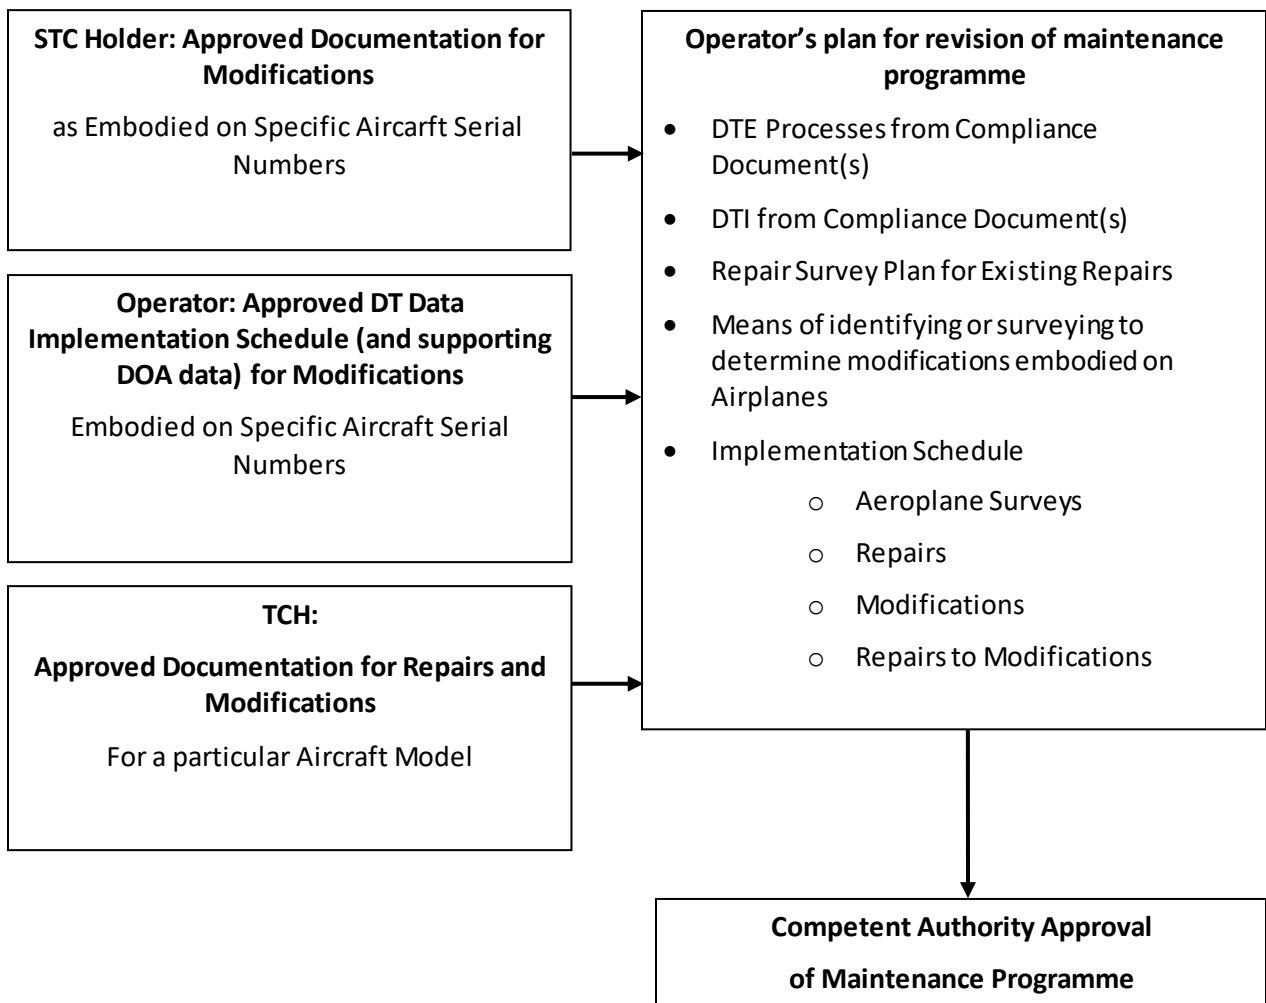 STC Holder: Approved Documentation for
Modifications
as Embodied on Specific Aircarft Serial
Numbers
Operator: Approved DT Data
Implementation Schedule (and supporting
DOA data) for Modifications
Embodied on Specific Aircraft Serial
Numbers
TCH:
Approved Documentation for Repairs and
Modifications
For a particular Aircraft Model
Operator’s plan for revision of maintenance
programme
• DTE Processes from Compliance
Document(s)
• DTI from Compliance Document(s)
• Repair Survey Plan for Existing Repairs
• Means of identifying or surveying to
determine modifications embodied on
Airplanes
• Implementation Schedule
o Aeroplane Surveys
o Repairs
o Modifications
o Repairs to Modifications
Competent Authority Approval
of Maintenance Programme